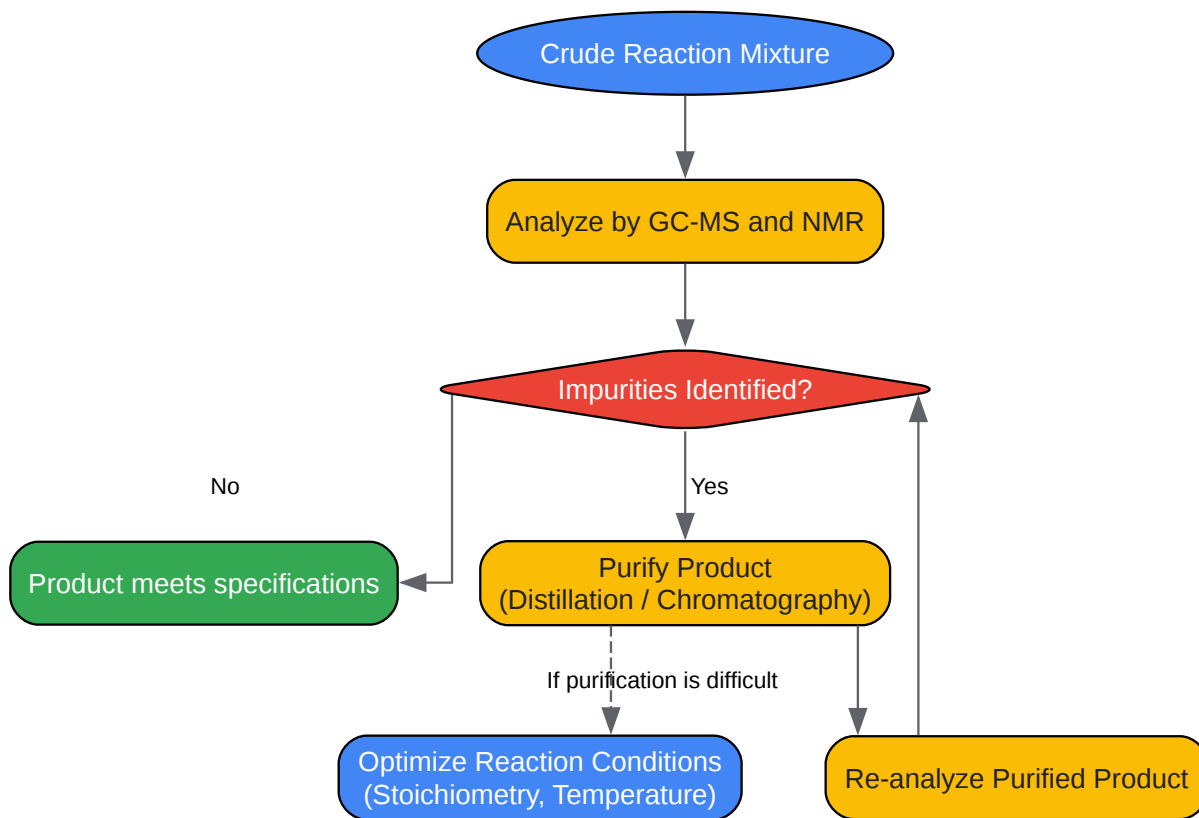 Crude Reaction Mixture
Analyze by GC-MS and NMR
Impurities Identified?
No
Yes
Product meets specifications
Purify Product
(Distillation / Chromatography)
If purification is difficult
Optimize Reaction Conditions
(Stoichiometry, Temperature)
Re-analyze Purified Product